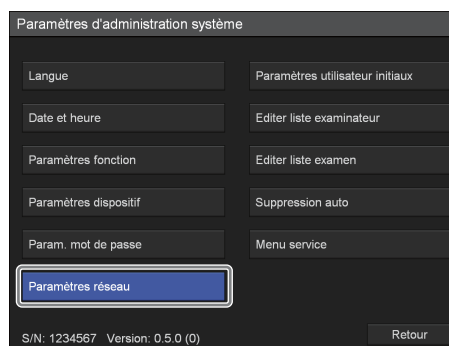 Paramètres d'administration système
Langue
Paramètres utilisateur initiaux
Date et heure
Editer liste examinateur
Paramètres fonction
Editer liste examen
Paramètres dispositif
Suppression auto
Param. mot de passe
Menu service
Paramètres réseau
S/N: 1234567 Version: 0.5.0 (0)
Retour